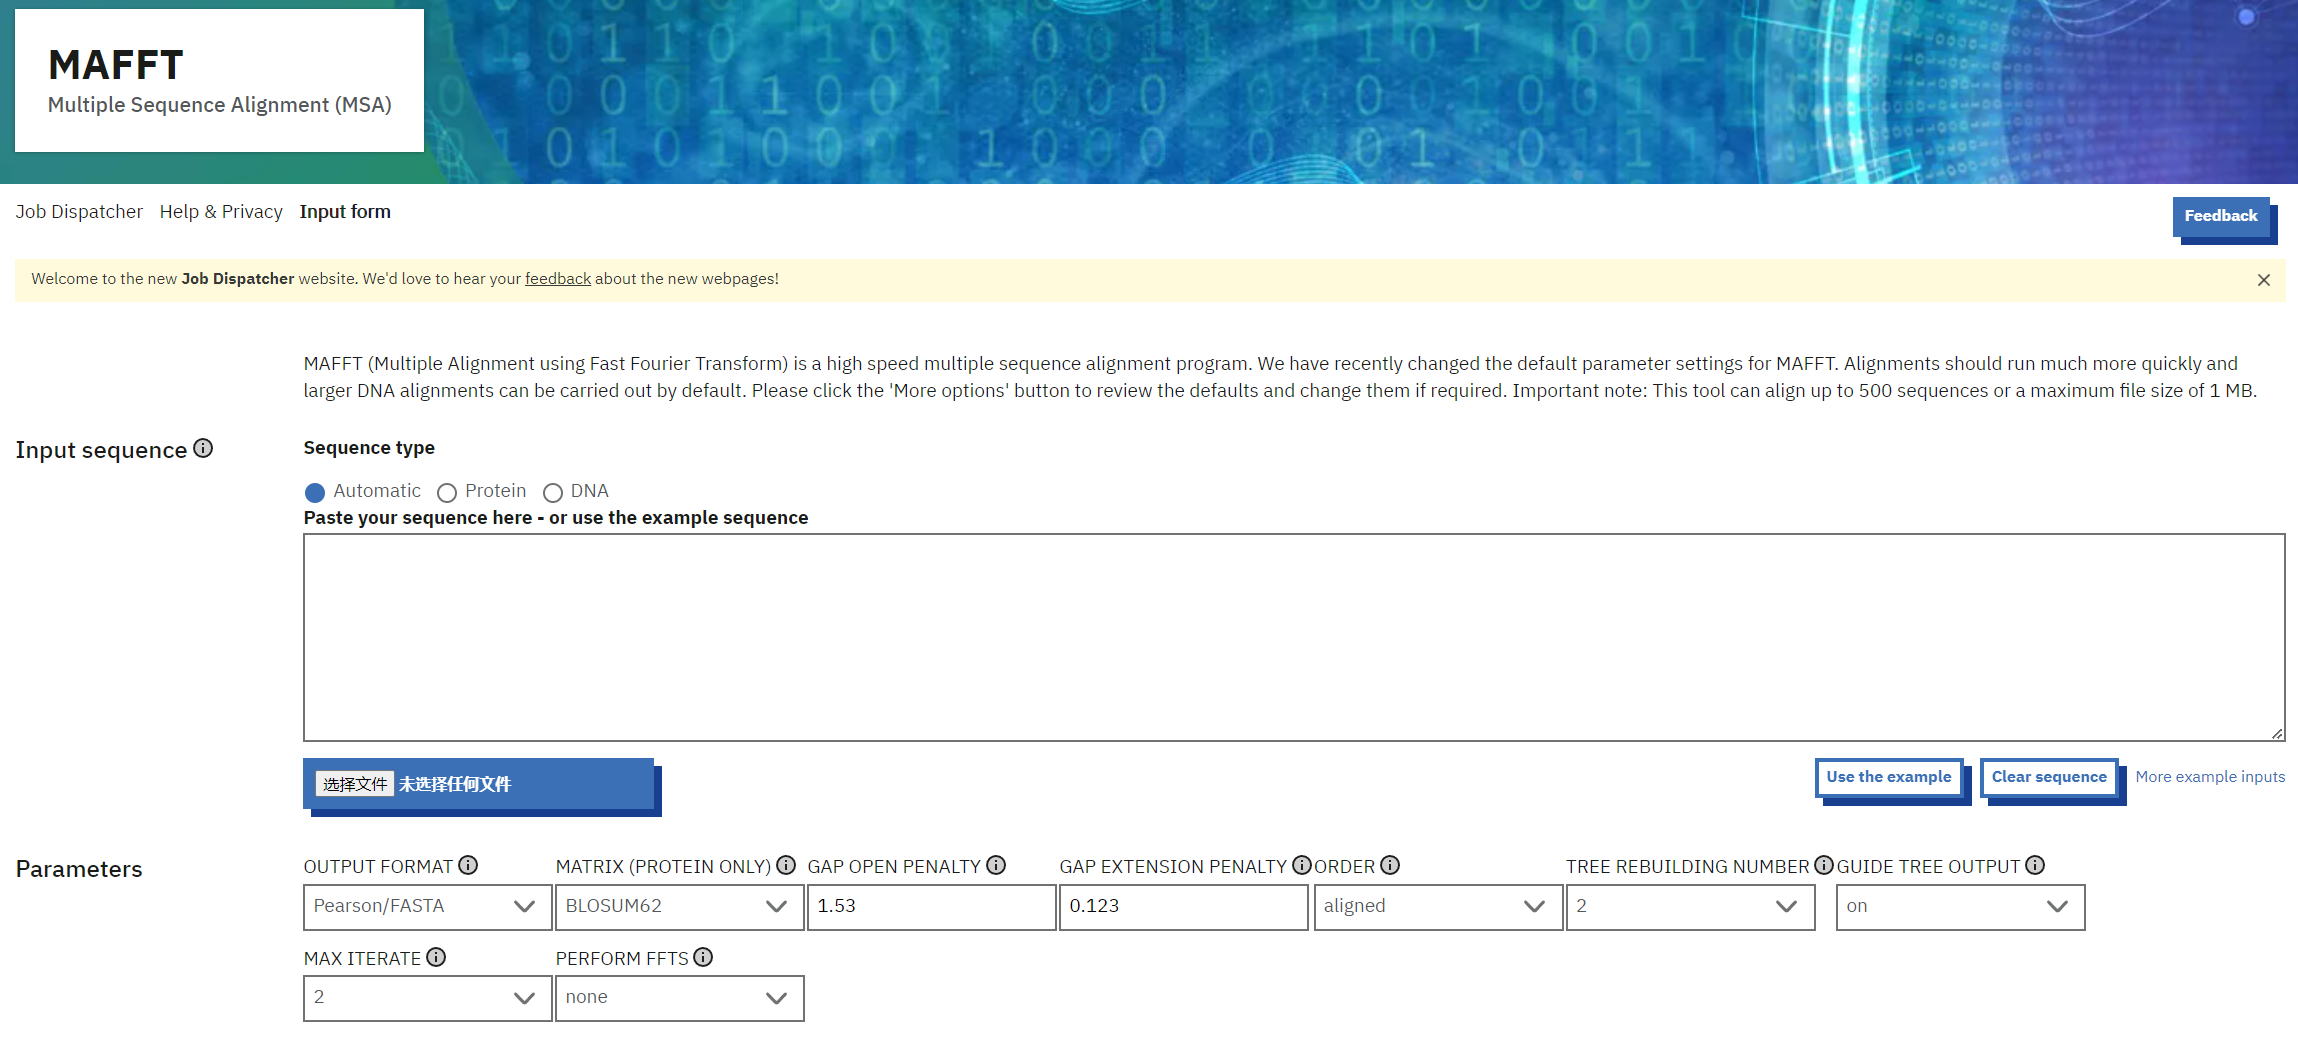 MAFFT
Multiple Sequence Alignment (MSA)
Job Dispatcher Help & Privacy Input form
Feedback
Welcome to the new Job Dispatcher website. We'd love to hear your feedback about the new webpages!
MAFFT (Multiple Alignment using Fast Fourier Transform) is a high speed multiple sequence alignment program. We have recently changed the default parameter settings for MAFFT. Alignments should run much more quickly and
larger DNA alignments can be carried out by default. Please click the 'More options' button to review the defaults and change them if required. Important note: This tool can align up to 500 sequences or a maximum file size of 1 MB.
Input sequence
Sequence type
Automatic Protein DNA
Paste your sequence here - or use the example sequence
选择文件 未选择任何文件
Use the example Clear sequence More example inputs
Parameters
OUTPUT FORMAT MATRIX (PROTEIN ONLY) GAP OPEN PENALTY GAP EXTENSION PENALTY ORDER TREE REBUILDING NUMBER GUIDE TREE OUTPUT
Pearson/FASTA BLOSUM62 1.53 0.123 aligned 2 on
MAX ITERATE PERFORM FFTS
2 none